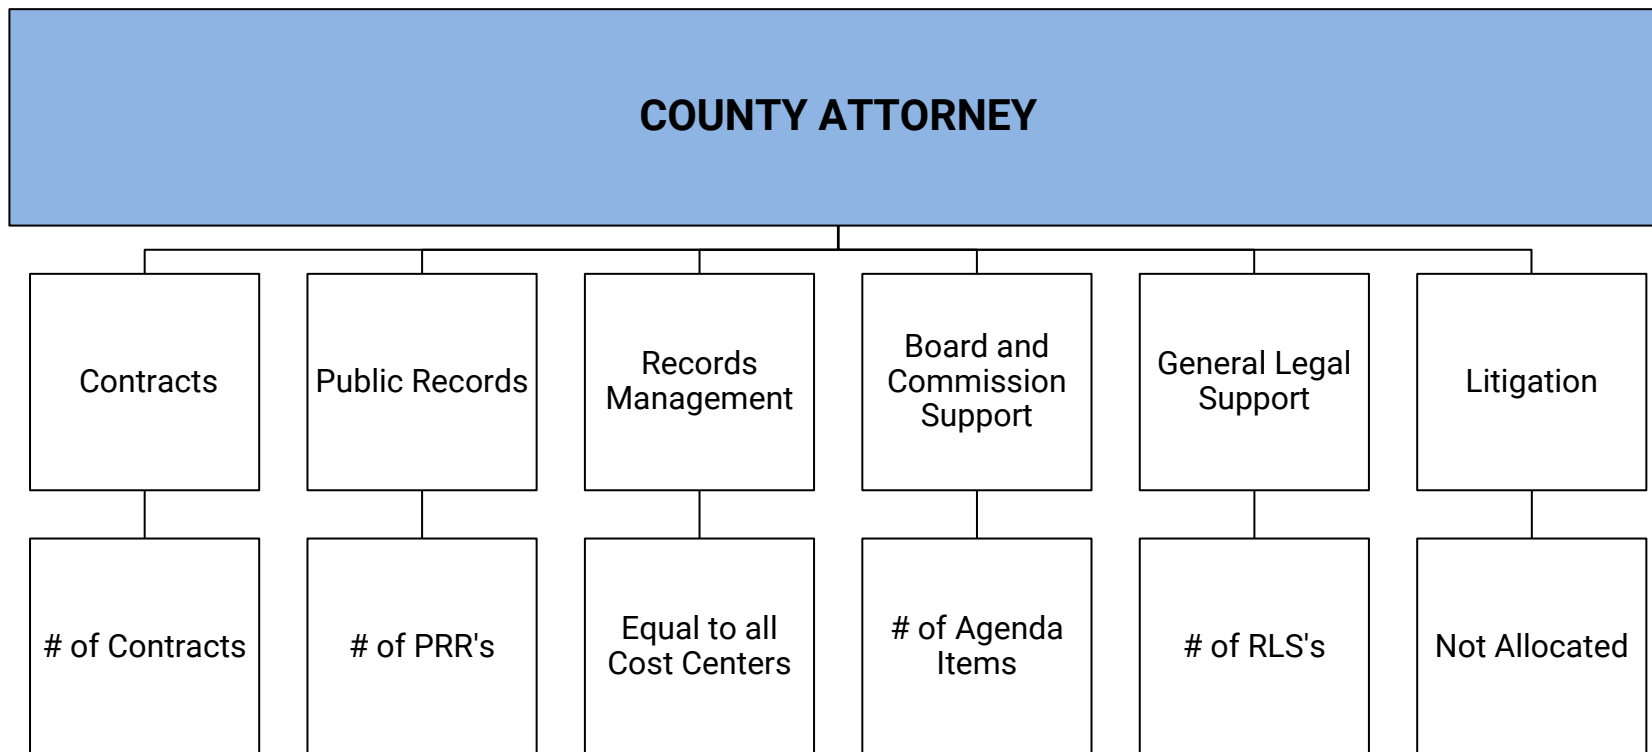 COUNTY ATTORNEY
Contracts
Public Records
Records
Management
Board and
Commission
Support
General Legal
Support
Litigation
# of Contracts
# of PRR's
Equal to all
Cost Centers
# of Agenda
Items
# of RLS's
Not Allocated